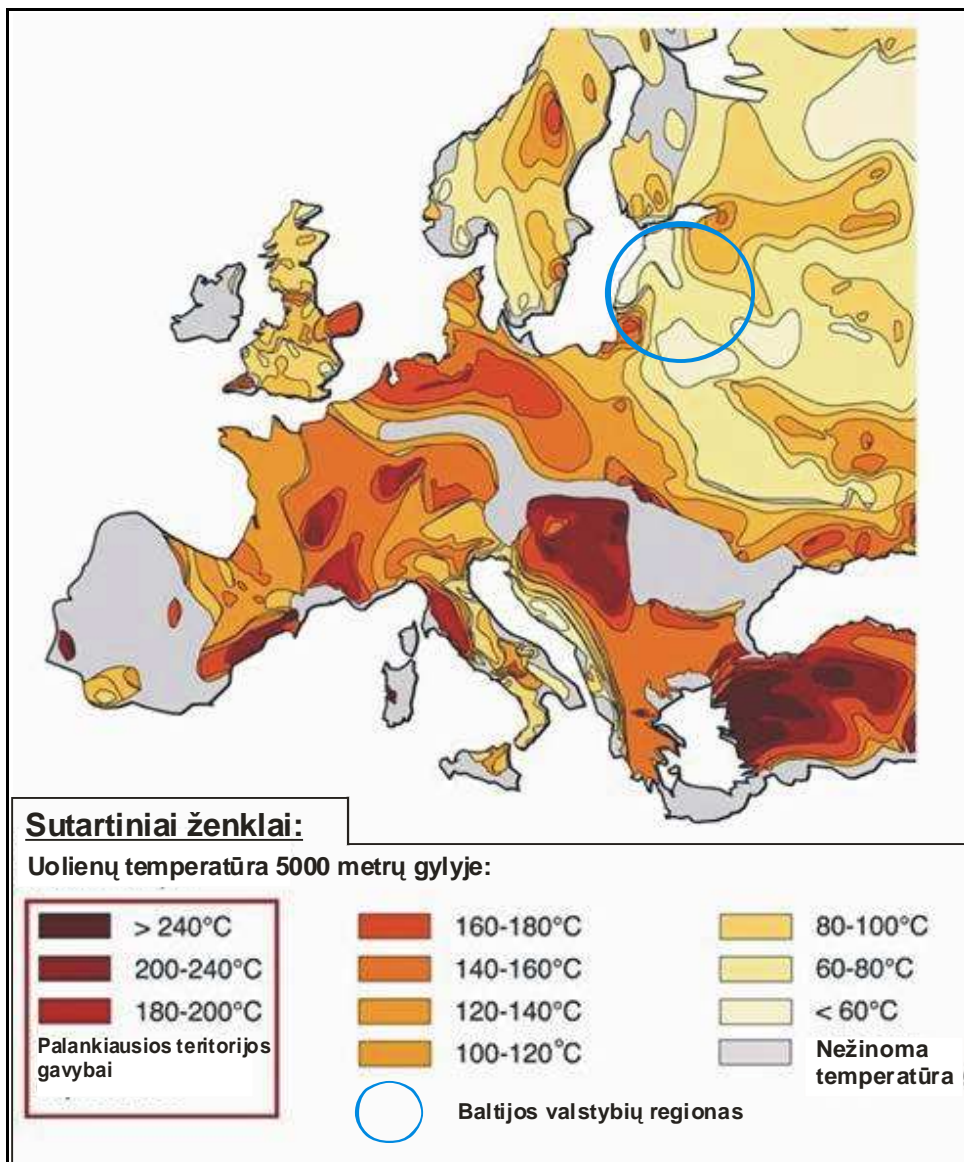 Sutartiniai ženklai:
Uolienų temperatūra 5000 metrų gylyje:
> 240°C
200-240°C
180-200°C
Palankiausios teritorijos
gavybai
160-180°C
140-160°C
120-140°C
100-120°C
80-100°C
60-80°C
< 60°C
Nežinoma
temperatūra
Baltijos valstybių regionas